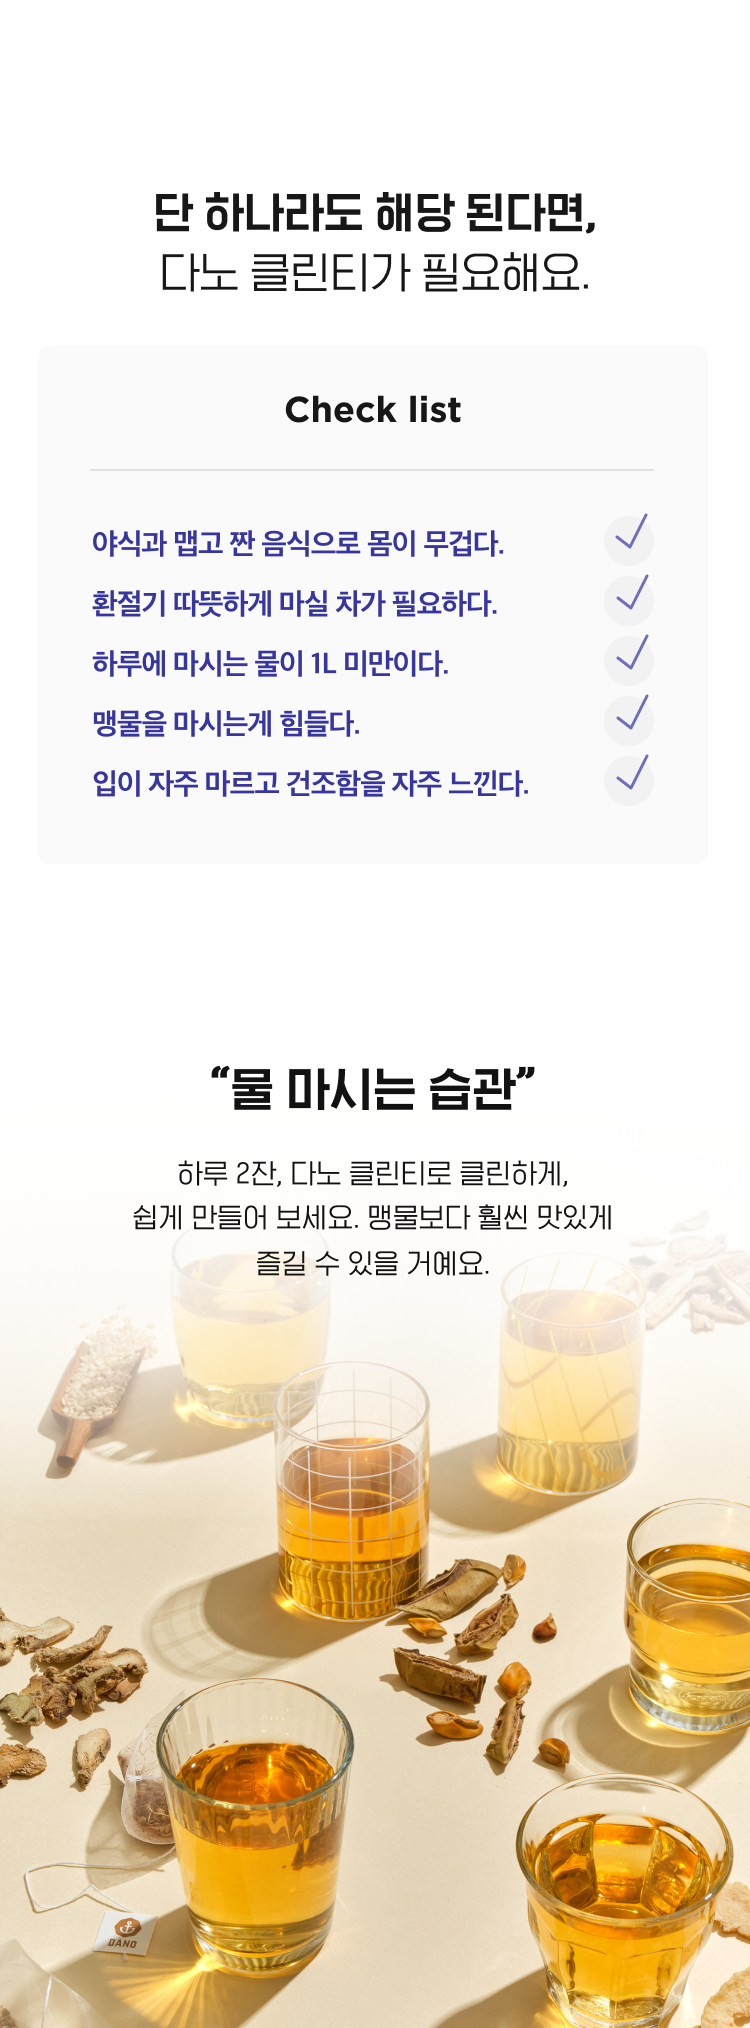 단 하나라도 해당 된다면,
다노 클린티가 필요해요.
Check list
야식과 맵고 짠 음식으로 몸이 무겁다.
환절기 따뜻하게 마실 차가 필요하다.
하루에 마시는 물이 1L 미만이다.
맹물을 마시는게 힘들다.
입이 자주 마르고 건조함을 자주 느낀다.
“물 마시는 습관”
하루 2잔, 다노 클린티로 클린하게,
쉽게 만들어 보세요. 맹물보다 훨씬 맛있게
즐길 수 있을 거예요.
DANO